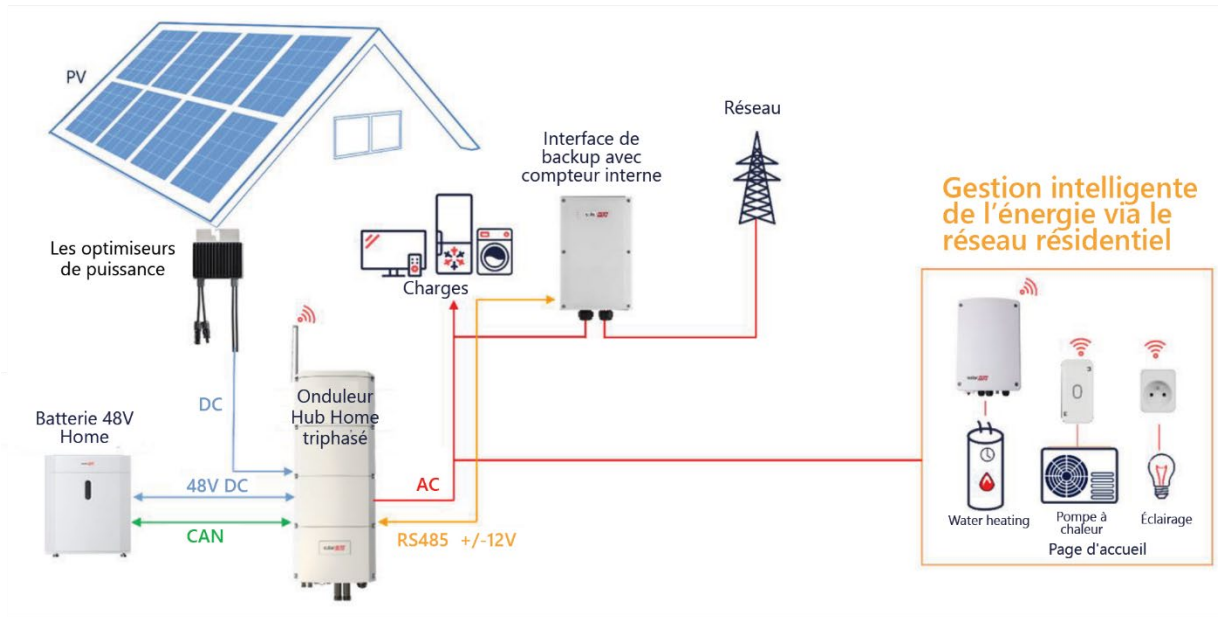 PV
Réseau
Interface de
backup avec
compteur interne
Gestion intelligente
de l'énergie via le
réseau résidentiel
Les optimiseurs
de puissance
Charges
DC
Onduleur
Hub Home
triphasé
Batterie 48V
Home
48V DC
AC
CAN
RS485 +/-12V
Water heating
Pompe à
chaleur
Éclairage
Page d'accueil